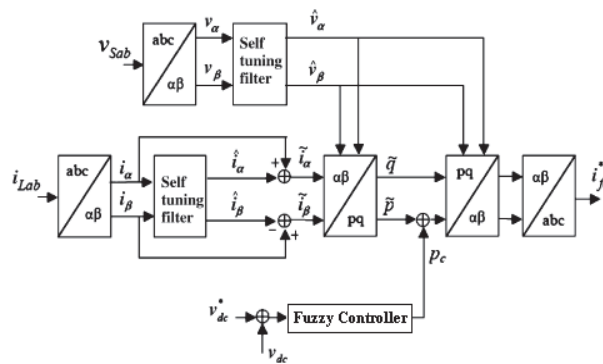 v_Sab
abc
αβ
v_α
v_β
Self
tuning
filter
v̂_α
v̂_β
i_Lab
abc
αβ
i_α
i_β
Self
tuning
filter
î_α
î_β
+
−
+
ĩ_α
ĩ_β
αβ
pq
q̃
p̃
p_c
pq
αβ
αβ
abc
i_f^*
v_dc^*
v_dc
Fuzzy Controller